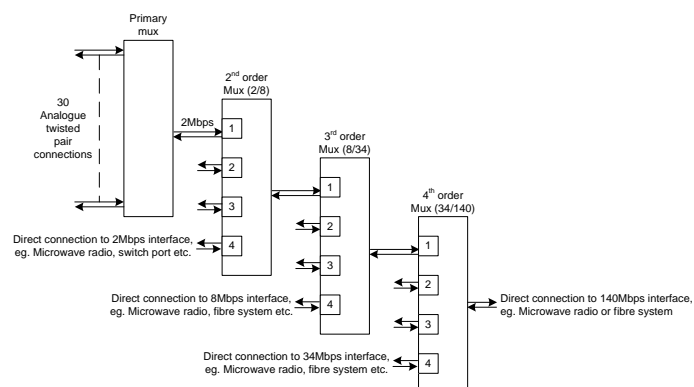 Primary
mux
30
Analogue
twisted
pair
connections
2Mbps
2nd order
Mux (2/8)
1
2
3
4
Direct connection to 2Mbps interface,
eg. Microwave radio, switch port etc.
3rd order
Mux (8/34)
1
2
3
4
Direct connection to 8Mbps interface,
eg. Microwave radio, fibre system etc.
4th order
Mux (34/140)
1
2
3
4
Direct connection to 34Mbps interface,
eg. Microwave radio, fibre system etc.
Direct connection to 140Mbps interface,
eg. Microwave radio or fibre system